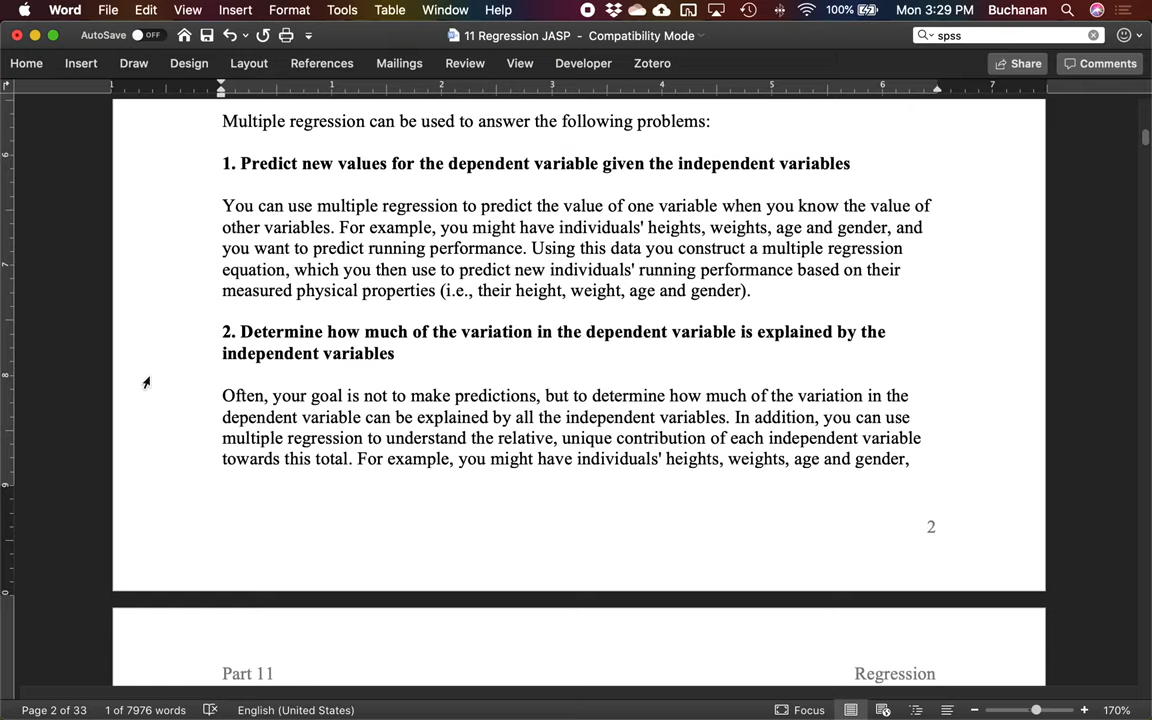 Word File Edit View Insert Format Tools Table Window Help 100% Mon 3:29 PM Buchanan
AutoSave OFF 11 Regression JASP - Compatibility Mode spss
Home Insert Draw Design Layout References Mailings Review View Developer Zotero Share Comments
1 1 2 3 4 5 6 7
Multiple regression can be used to answer the following problems:
1. Predict new values for the dependent variable given the independent variables
You can use multiple regression to predict the value of one variable when you know the value of
other variables. For example, you might have individuals' heights, weights, age and gender, and
you want to predict running performance. Using this data you construct a multiple regression
equation, which you then use to predict new individuals' running performance based on their
measured physical properties (i.e., their height, weight, age and gender).
2. Determine how much of the variation in the dependent variable is explained by the
independent variables
Often, your goal is not to make predictions, but to determine how much of the variation in the
dependent variable can be explained by all the independent variables. In addition, you can use
multiple regression to understand the relative, unique contribution of each independent variable
towards this total. For example, you might have individuals' heights, weights, age and gender,
2
Part 11 Regression
Page 2 of 33 1 of 7976 words English (United States) Focus 170%